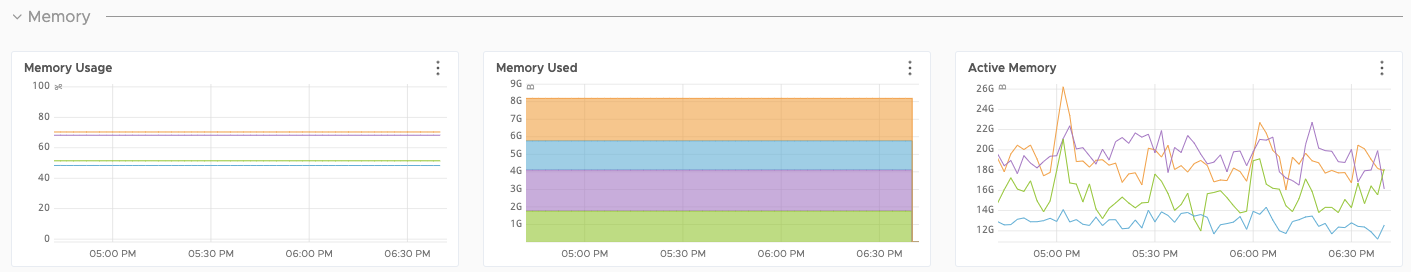 Memory
Memory Usage
100 %
80
60
40
20
0
05:00 PM 05:30 PM 06:00 PM 06:30 PM
Memory Used
9G B
8G
7G
6G
5G
4G
3G
2G
1G
05:00 PM 05:30 PM 06:00 PM 06:30 PM
Active Memory
26G B
24G
22G
20G
18G
16G
14G
12G
05:00 PM 05:30 PM 06:00 PM 06:30 PM